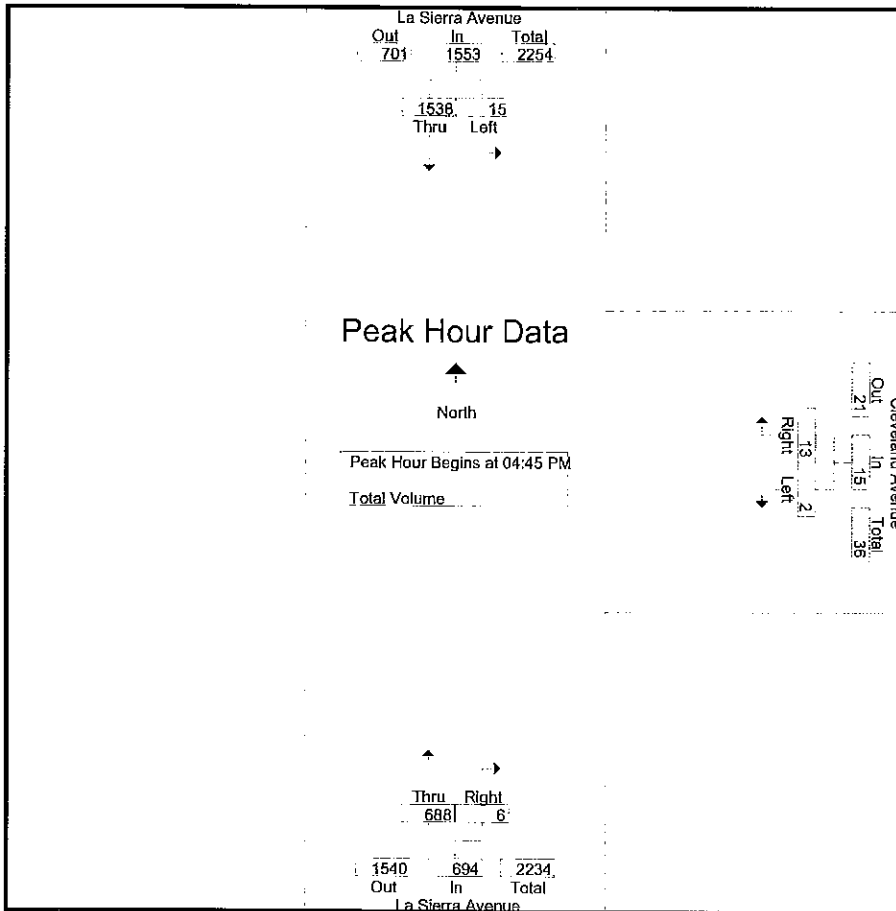 La Sierra Avenue
Out In Total
701 1553 2254
1538 15
Thru Left
Peak Hour Data
North
Peak Hour Begins at 04:45 PM
Total Volume
Right Left
13 2
Out In Total
21 15 36
Cleveland Avenue
Thru Right
688 6
1540 694 2234
Out In Total
La Sierra Avenue